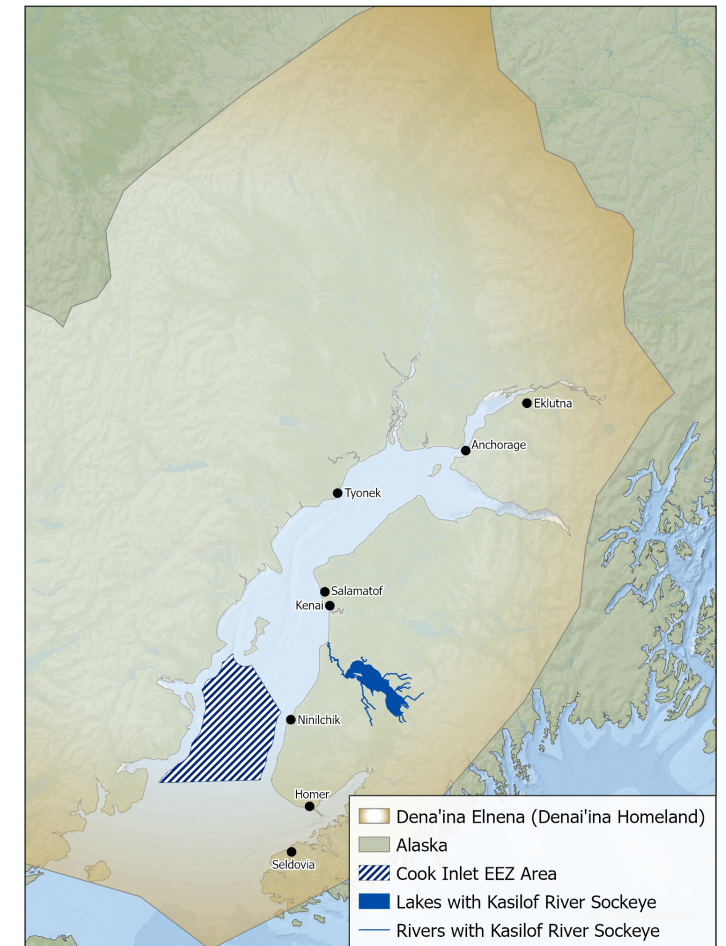 Eklutna
Anchorage
Tyonek
Salamatof
Kenai
Ninilchik
Homer
Seldovia
Dena'ina Elnena (Denai'ina Homeland)
Alaska
Cook Inlet EEZ Area
Lakes with Kasilof River Sockeye
Rivers with Kasilof River Sockeye